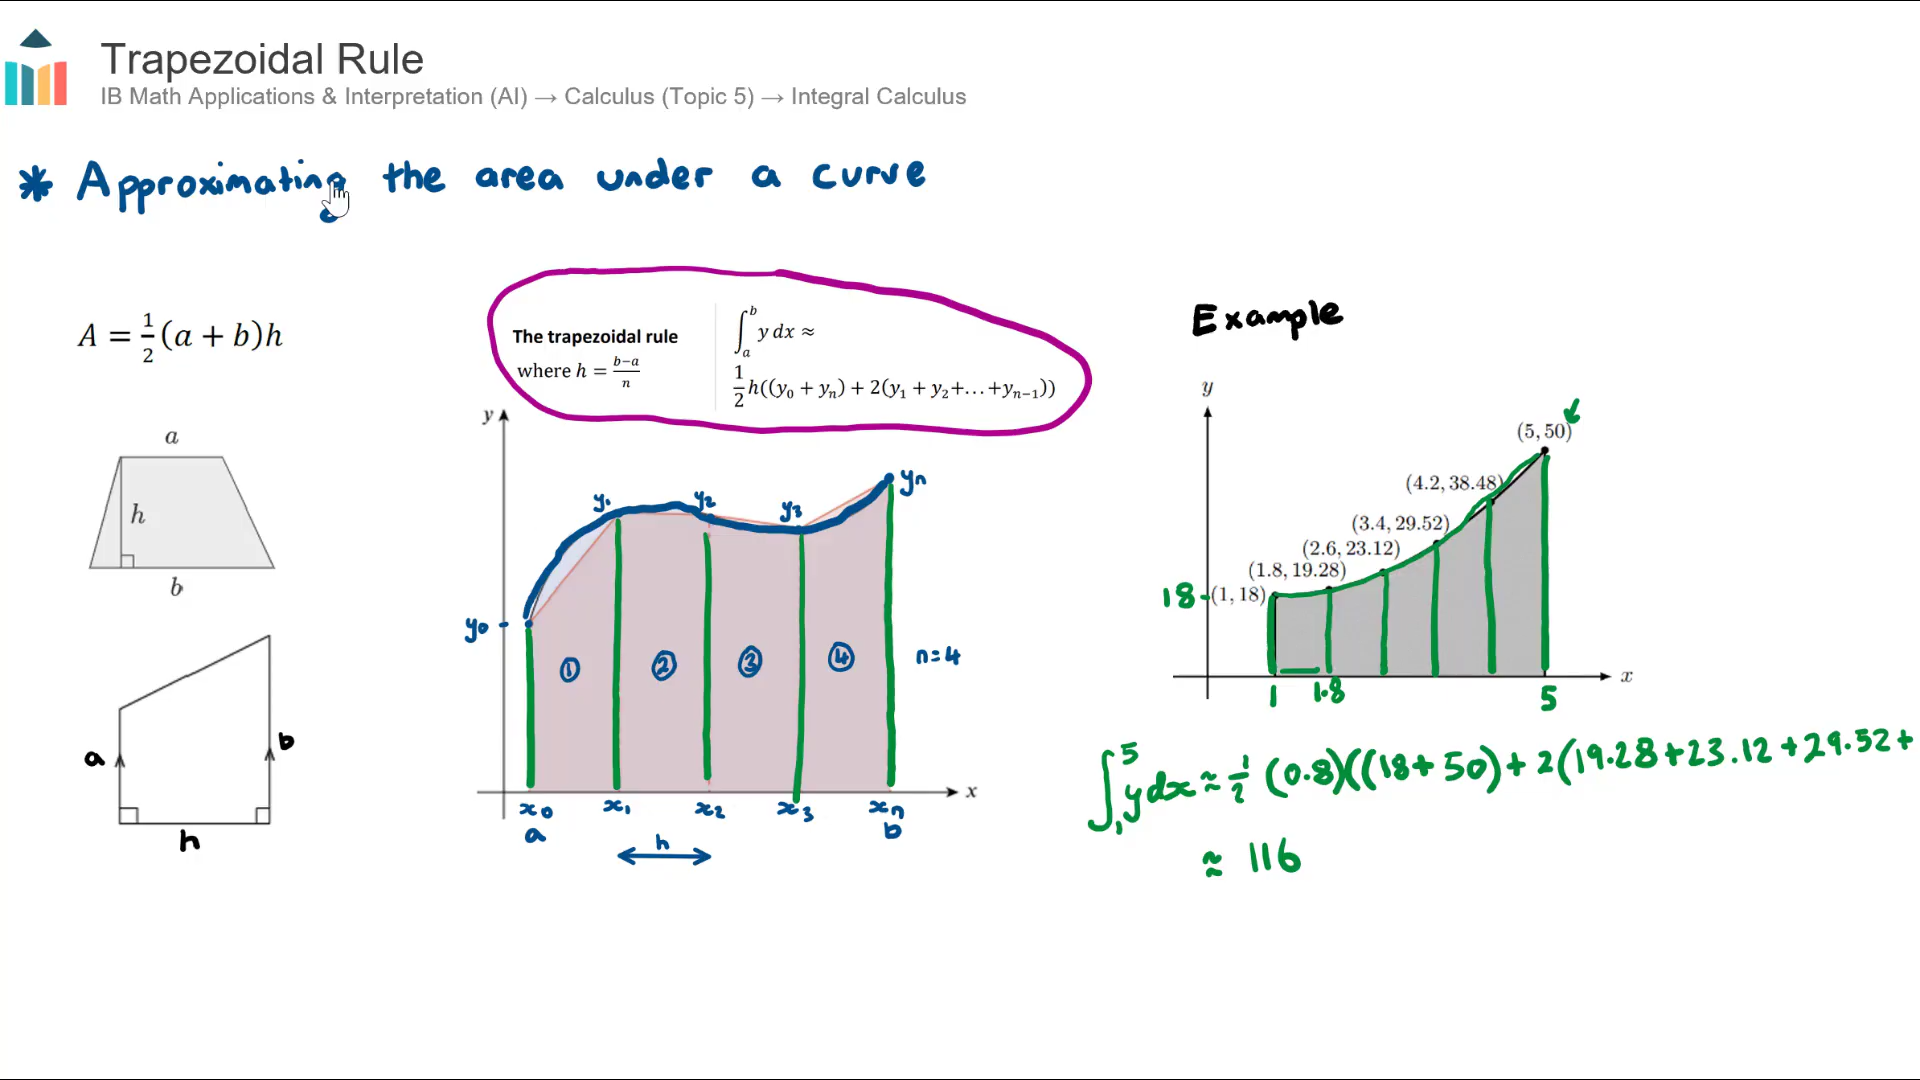 Trapezoidal Rule
IB Math Applications & Interpretation (AI) → Calculus (Topic 5) → Integral Calculus
* Approximating the area under a curve
A = 1/2 (a + b)h
a
h
b
a
b
h
The trapezoidal rule
where h = b−a/n
∫_a^b y dx ≈
1/2 h((y₀ + yₙ) + 2(y₁ + y₂+…+yₙ₋₁))
y
y₀
y₁
y₂
y₃
yₙ
① ② ③ ④
n=4
x
x₀ x₁ x₂ x₃ xₙ
a b
h
Example
y
(5, 50)
(4.2, 38.48)
(3.4, 29.52)
(2.6, 23.12)
(1.8, 19.28)
18 (1, 18)
x
1 1.8 5
∫₁⁵ y dx ≈ 1/2 (0.8)((18+50)+2(19.28+23.12+29.52+
≈ 116